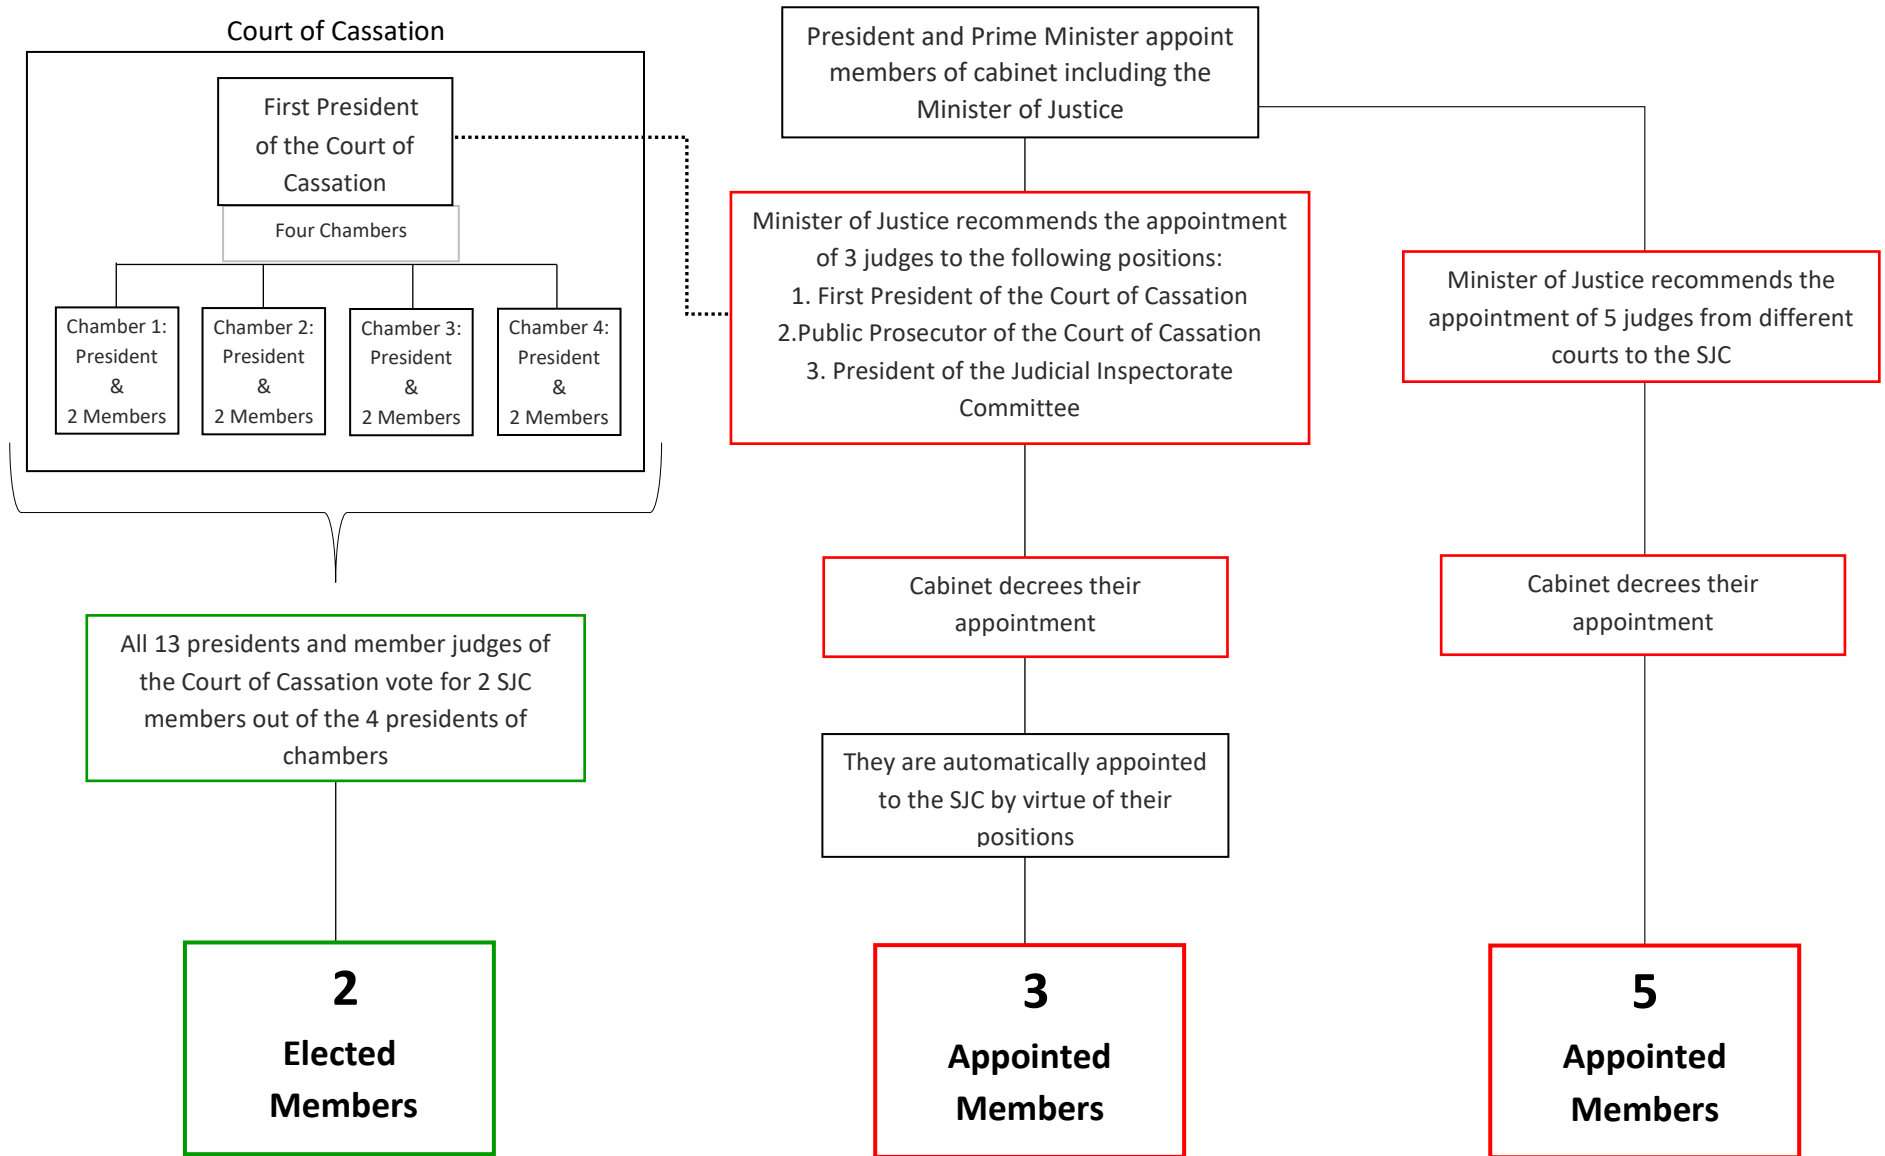 Court of Cassation
First President
of the Court of
Cassation
Four Chambers
Chamber 1:
President
&
2 Members
Chamber 2:
President
&
2 Members
Chamber 3:
President
&
2 Members
Chamber 4:
President
&
2 Members
All 13 presidents and member judges of
the Court of Cassation vote for 2 SJC
members out of the 4 presidents of
chambers
2
Elected
Members
President and Prime Minister appoint
members of cabinet including the
Minister of Justice
Minister of Justice recommends the appointment
of 3 judges to the following positions:
1. First President of the Court of Cassation
2.Public Prosecutor of the Court of Cassation
3. President of the Judicial Inspectorate
Committee
Cabinet decrees their
appointment
They are automatically appointed
to the SJC by virtue of their
positions
3
Appointed
Members
Minister of Justice recommends the
appointment of 5 judges from different
courts to the SJC
Cabinet decrees their
appointment
5
Appointed
Members